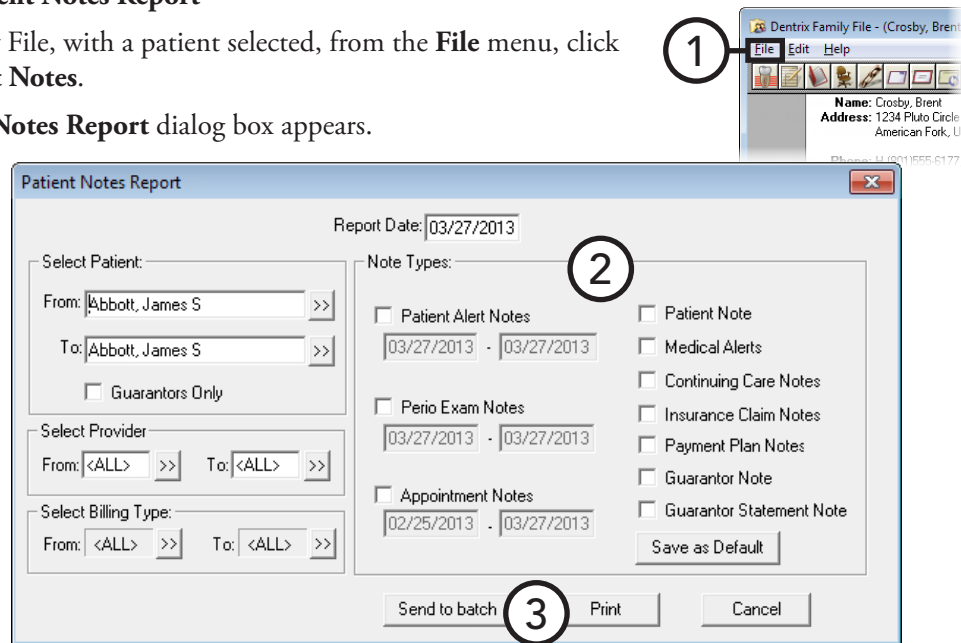 ent Notes Report
File, with a patient selected, from the File menu, click
Notes.
Notes Report dialog box appears.
1
Dentrix Family File - (Crosby, Brent
File Edit Help
Name: Crosby, Brent
Address: 1234 Pluto Circle
American Fork, U
Phone: H (801)555-6177
Patient Notes Report
Report Date: 03/27/2013
Select Patient:
From: Abbott, James S >>
To: Abbott, James S >>
Guarantors Only
Select Provider
From: <ALL> >> To: <ALL> >>
Select Billing Type:
From: <ALL> >> To: <ALL> >>
Note Types:
2
Patient Alert Notes
03/27/2013 - 03/27/2013
Perio Exam Notes
03/27/2013 - 03/27/2013
Appointment Notes
02/25/2013 - 03/27/2013
Patient Note
Medical Alerts
Continuing Care Notes
Insurance Claim Notes
Payment Plan Notes
Guarantor Note
Guarantor Statement Note
Save as Default
Send to batch 3 Print Cancel